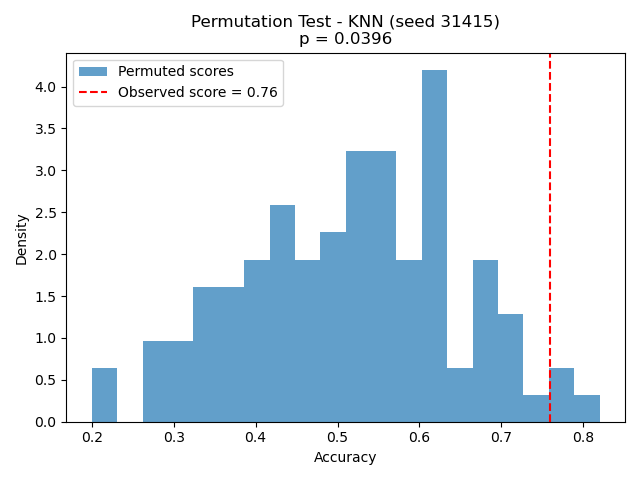 Permutation Test - KNN (seed 31415)
p = 0.0396
Permuted scores
Observed score = 0.76
Density
4.0
3.5
3.0
2.5
2.0
1.5
1.0
0.5
0.0
0.2 0.3 0.4 0.5 0.6 0.7 0.8
Accuracy